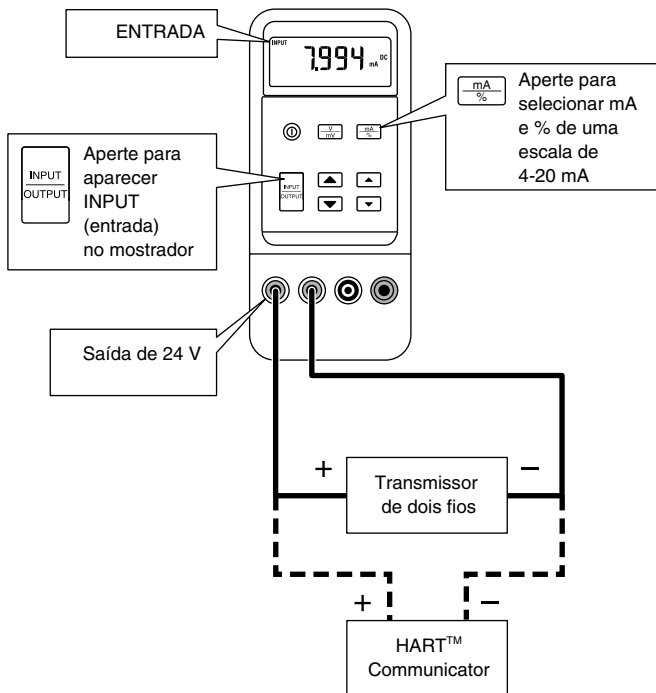 ENTRADA
INPUT
7.994 mA DC
mA
%
Aperte para
selecionar mA
e % de uma
escala de
4-20 mA
V
mV
mA
%
INPUT
OUTPUT
Aperte para
aparecer
INPUT
(entrada)
no mostrador
INPUT
OUTPUT
Saída de 24 V
+
Transmissor
de dois fios
−
+
−
HART™
Communicator